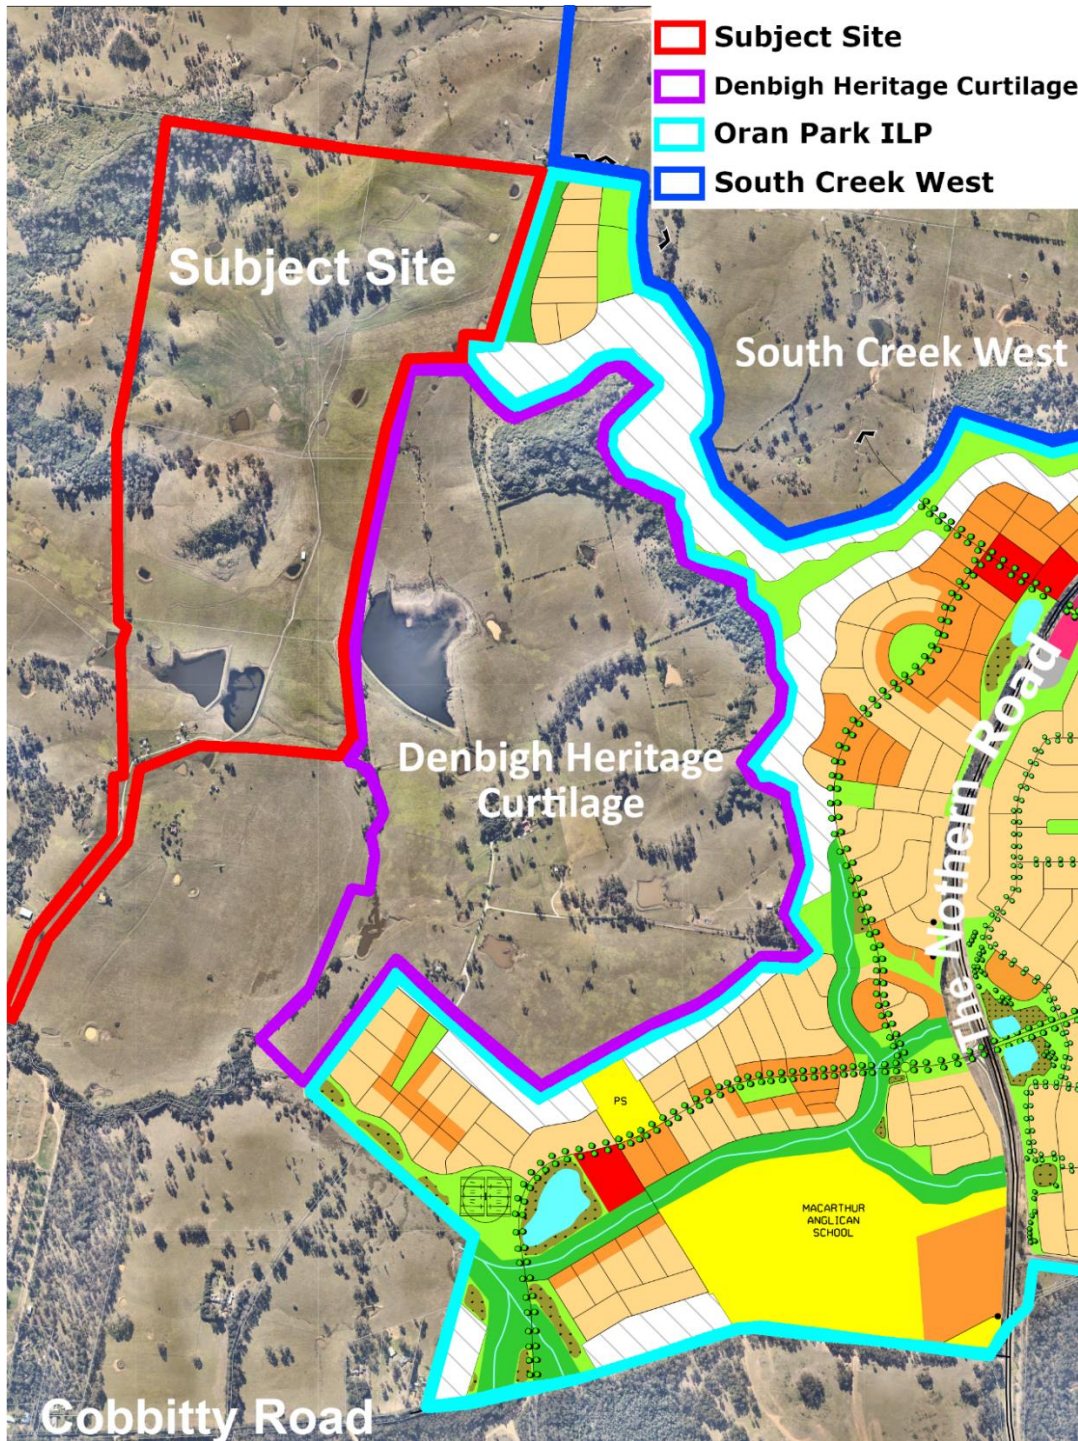 Subject Site
Denbigh Heritage Curtilage
Oran Park ILP
South Creek West
Subject Site
South Creek West
Denbigh Heritage
Curtilage
The Nothern Road
PS
MACARTHUR
ANGLICAN
SCHOOL
Cobbitty Road